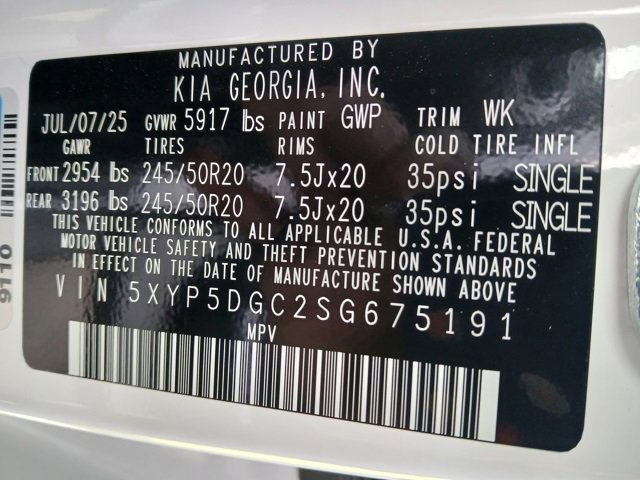 MANUFACTURED BY
KIA GEORGIA, INC.
JUL/07/25 GVWR 5917 lbs PAINT GWP TRIM WK
GAWR TIRES RIMS COLD TIRE INFL
FRONT 2954 lbs 245/50R20 7.5Jx20 35psi SINGLE
REAR 3196 lbs 245/50R20 7.5Jx20 35psi SINGLE
THIS VEHICLE CONFORMS TO ALL APPLICABLE U.S.A. FEDERAL
MOTOR VEHICLE SAFETY AND THEFT PREVENTION STANDARDS
IN EFFECT ON THE DATE OF MANUFACTURE SHOWN ABOVE
VIN 5XYP5DGC2SG675191
MPV
9110